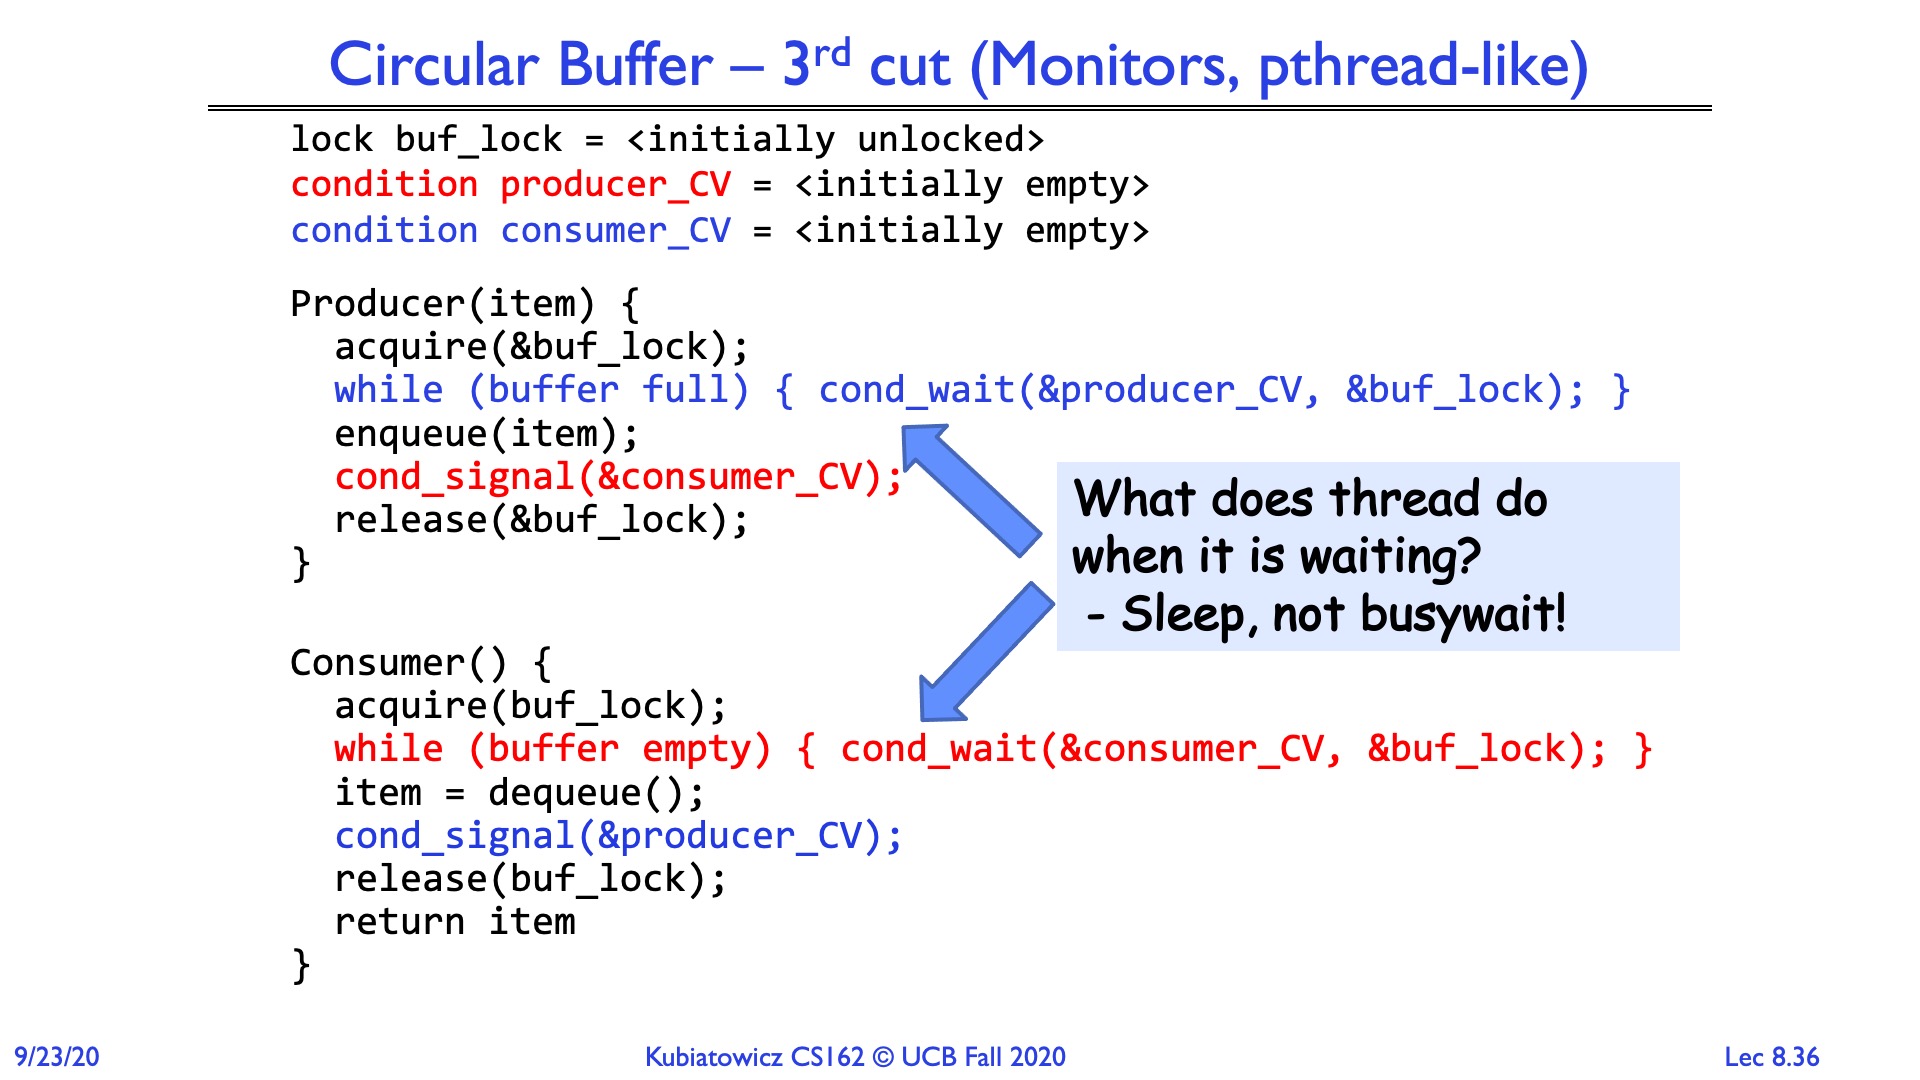 Circular Buffer – 3rd cut (Monitors, pthread-like)
lock buf_lock = <initially unlocked>
condition producer_CV = <initially empty>
condition consumer_CV = <initially empty>
Producer(item) {
acquire(&buf_lock);
while (buffer full) { cond_wait(&producer_CV, &buf_lock); }
enqueue(item);
cond_signal(&consumer_CV);
release(&buf_lock);
}
What does thread do
when it is waiting?
- Sleep, not busywait!
Consumer() {
acquire(buf_lock);
while (buffer empty) { cond_wait(&consumer_CV, &buf_lock); }
item = dequeue();
cond_signal(&producer_CV);
release(buf_lock);
return item
}
9/23/20
Kubiatowicz CS162 © UCB Fall 2020
Lec 8.36